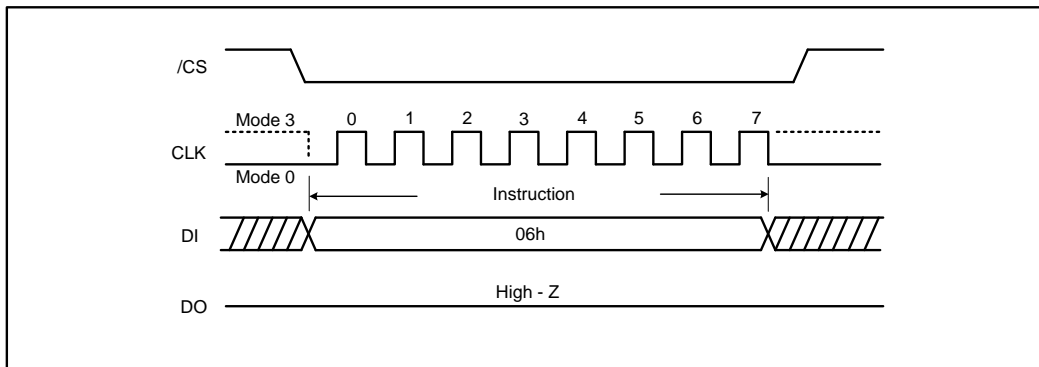 /CS
Mode 3
0 1 2 3 4 5 6 7
CLK
Mode 0
Instruction
DI
06h
High - Z
DO